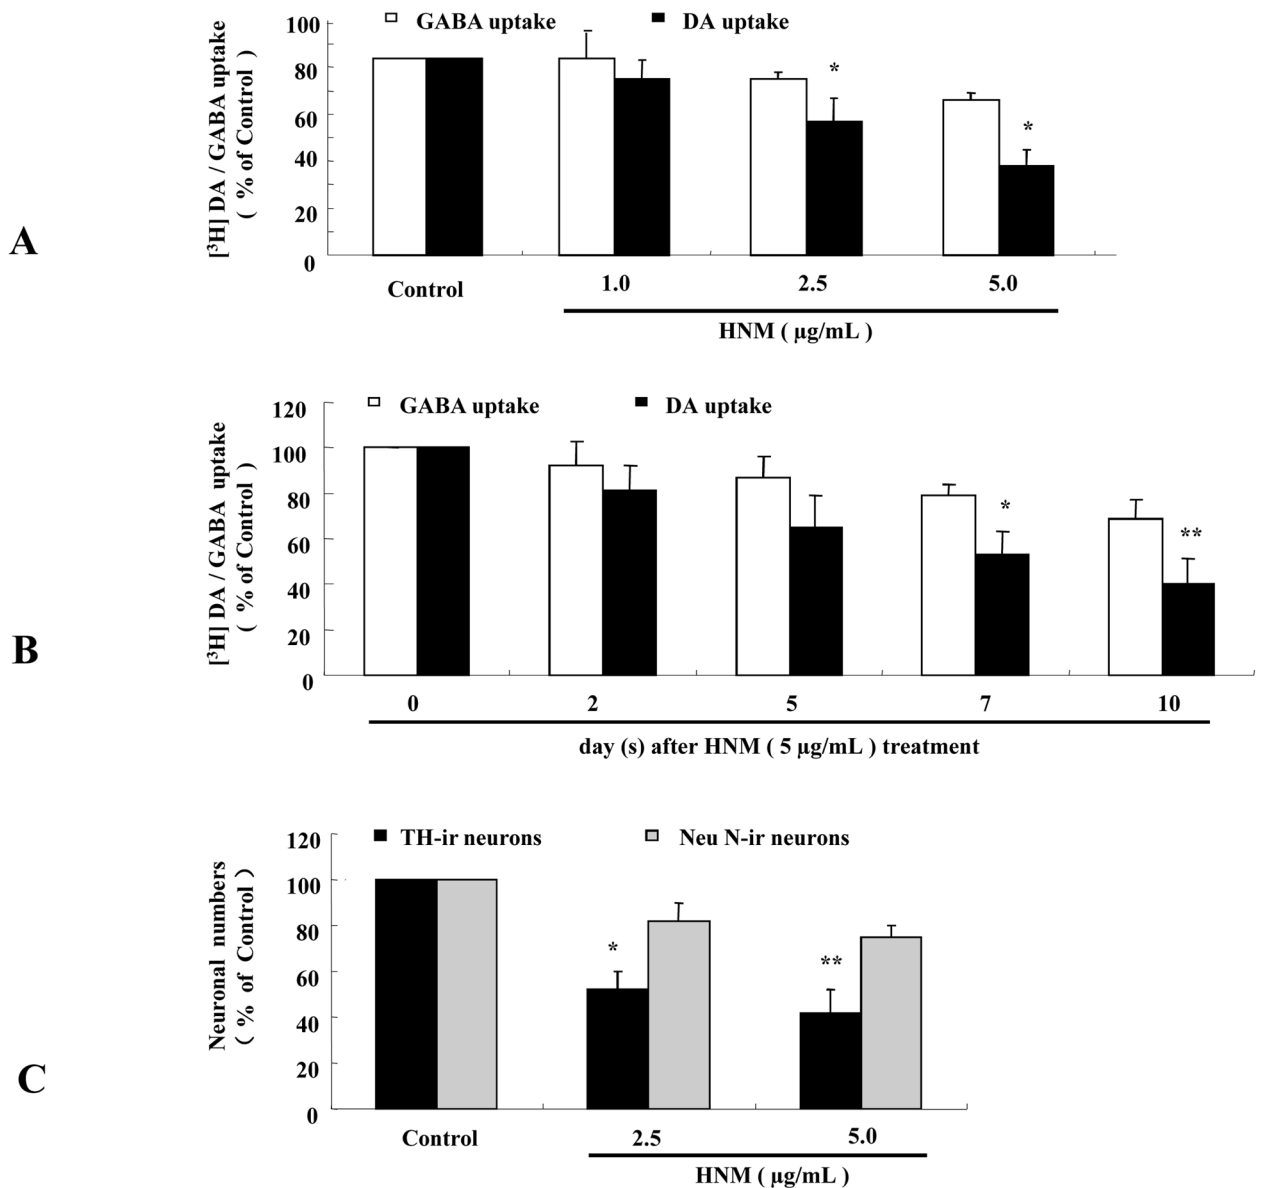 A
[³H] DA / GABA uptake
( % of Control )
GABA uptake DA uptake
100
80
60
40
20
0
* *
Control 1.0 2.5 5.0
HNM ( μg/mL )
B
[³H] DA / GABA uptake
( % of Control )
GABA uptake DA uptake
120
100
80
60
40
20
0
* **
0 2 5 7 10
day (s) after HNM ( 5 μg/mL ) treatment
C
Neuronal numbers
( % of Control )
TH-ir neurons Neu N-ir neurons
120
100
80
60
40
20
0
* **
Control 2.5 5.0
HNM ( μg/mL )